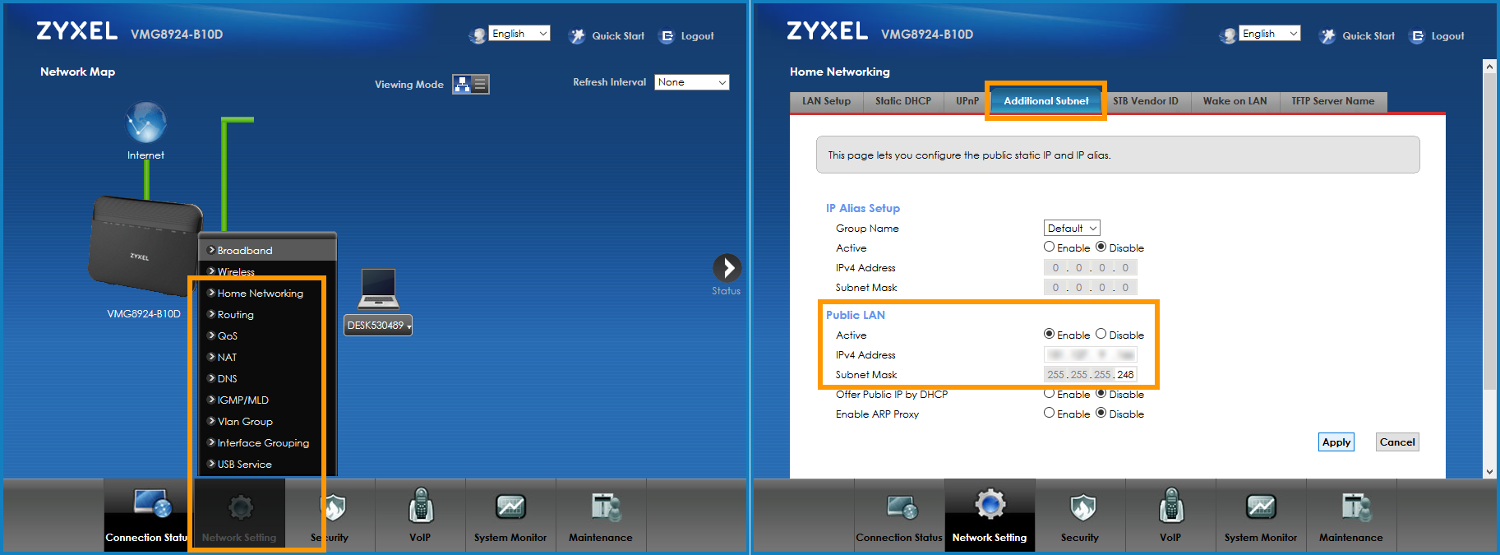 ZYXEL VMG8924-B10D
English
Quick Start
Logout
Network Map
Viewing Mode
Refresh Interval None
Internet
ZYXEL
VMG8924-B10D
Broadband
Wireless
Home Networking
Routing
QoS
NAT
DNS
IGMP/MLD
Vlan Group
Interface Grouping
USB Service
DESK530489
Status
Connection Status
Network Setting
Security
VoIP
System Monitor
Maintenance
ZYXEL VMG8924-B10D
English
Quick Start
Logout
Home Networking
LAN Setup
Static DHCP
UPnP
Additional Subnet
STB Vendor ID
Wake on LAN
TFTP Server Name
This page lets you configure the public static IP and IP alias.
IP Alias Setup
Group Name Default
Active Enable Disable
IPv4 Address 0 . 0 . 0 . 0
Subnet Mask 0 . 0 . 0 . 0
Public LAN
Active Enable Disable
IPv4 Address
Subnet Mask 255 . 255 . 255 . 248
Offer Public IP by DHCP Enable Disable
Enable ARP Proxy Enable Disable
Apply
Cancel
Connection Status
Network Setting
Security
VoIP
System Monitor
Maintenance